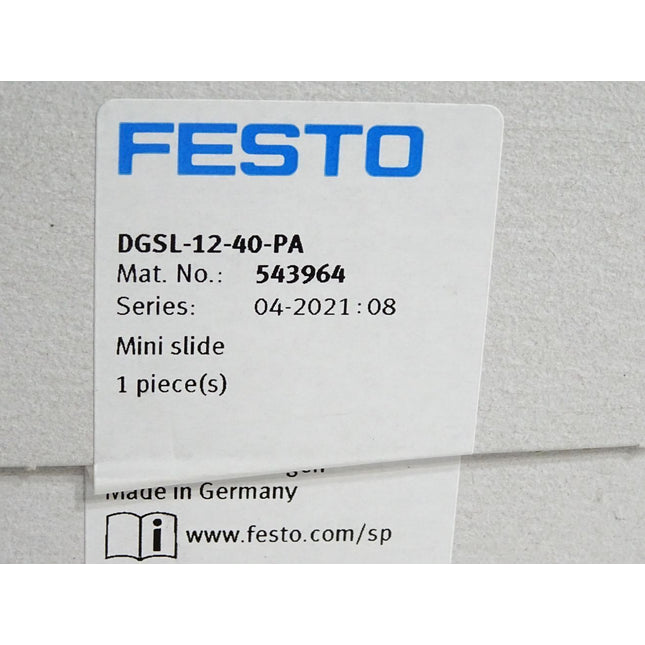 FESTO
DGSL-12-40-PA
Mat. No.: 543964
Series: 04-2021:08
Mini slide
1 piece(s)
Made in Germany
i www.festo.com/sp